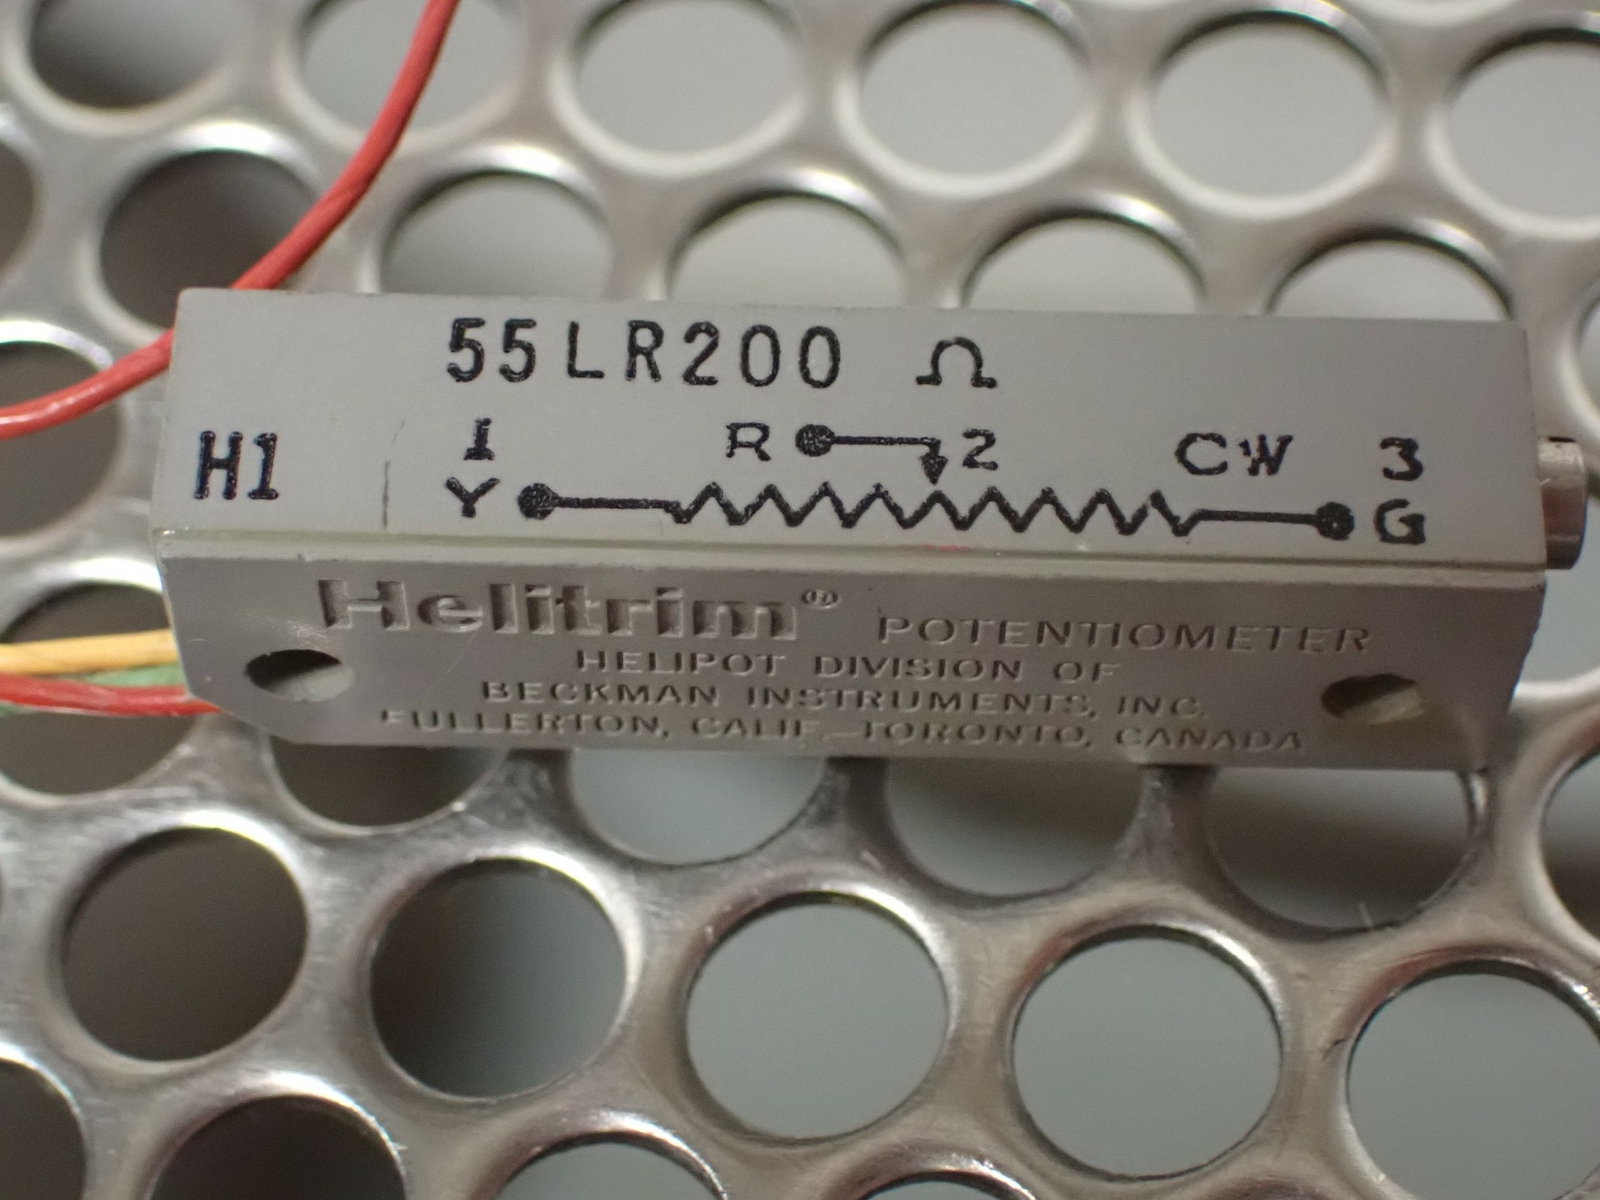 55LR200 Ω
H1 1 R 2 CW 3
Y G
Helitrim® POTENTIOMETER
HELIPOT DIVISION OF
BECKMAN INSTRUMENTS, INC.
FULLERTON, CALIF. TORONTO, CANADA